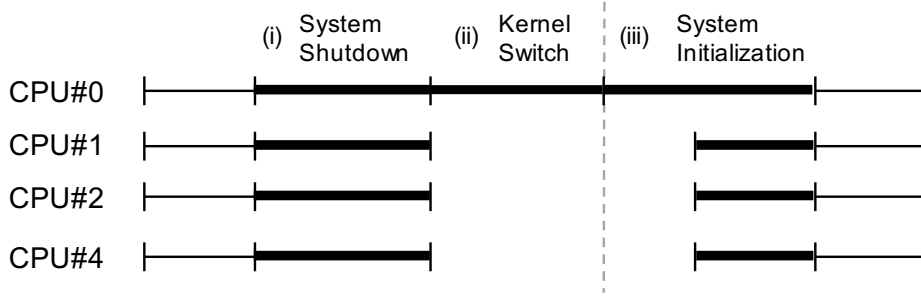 (i) System Shutdown
(ii) Kernel Switch
(iii) System Initialization
CPU#0
CPU#1
CPU#2
CPU#4